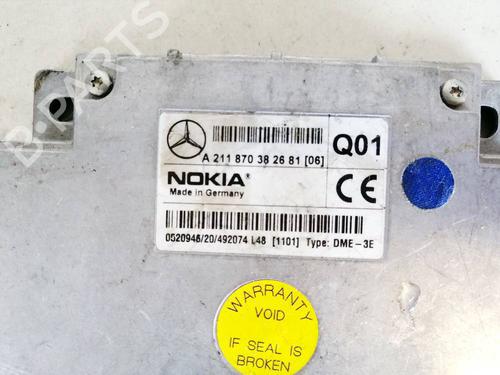 B-PARTS
A 211 870 38 26 81 [06]
Q01
NOKIA
Made in Germany
CE
0520946/20/492074 L48 [1101] Type: DME-3E
WARRANTY
VOID
IF SEAL IS
BROKEN